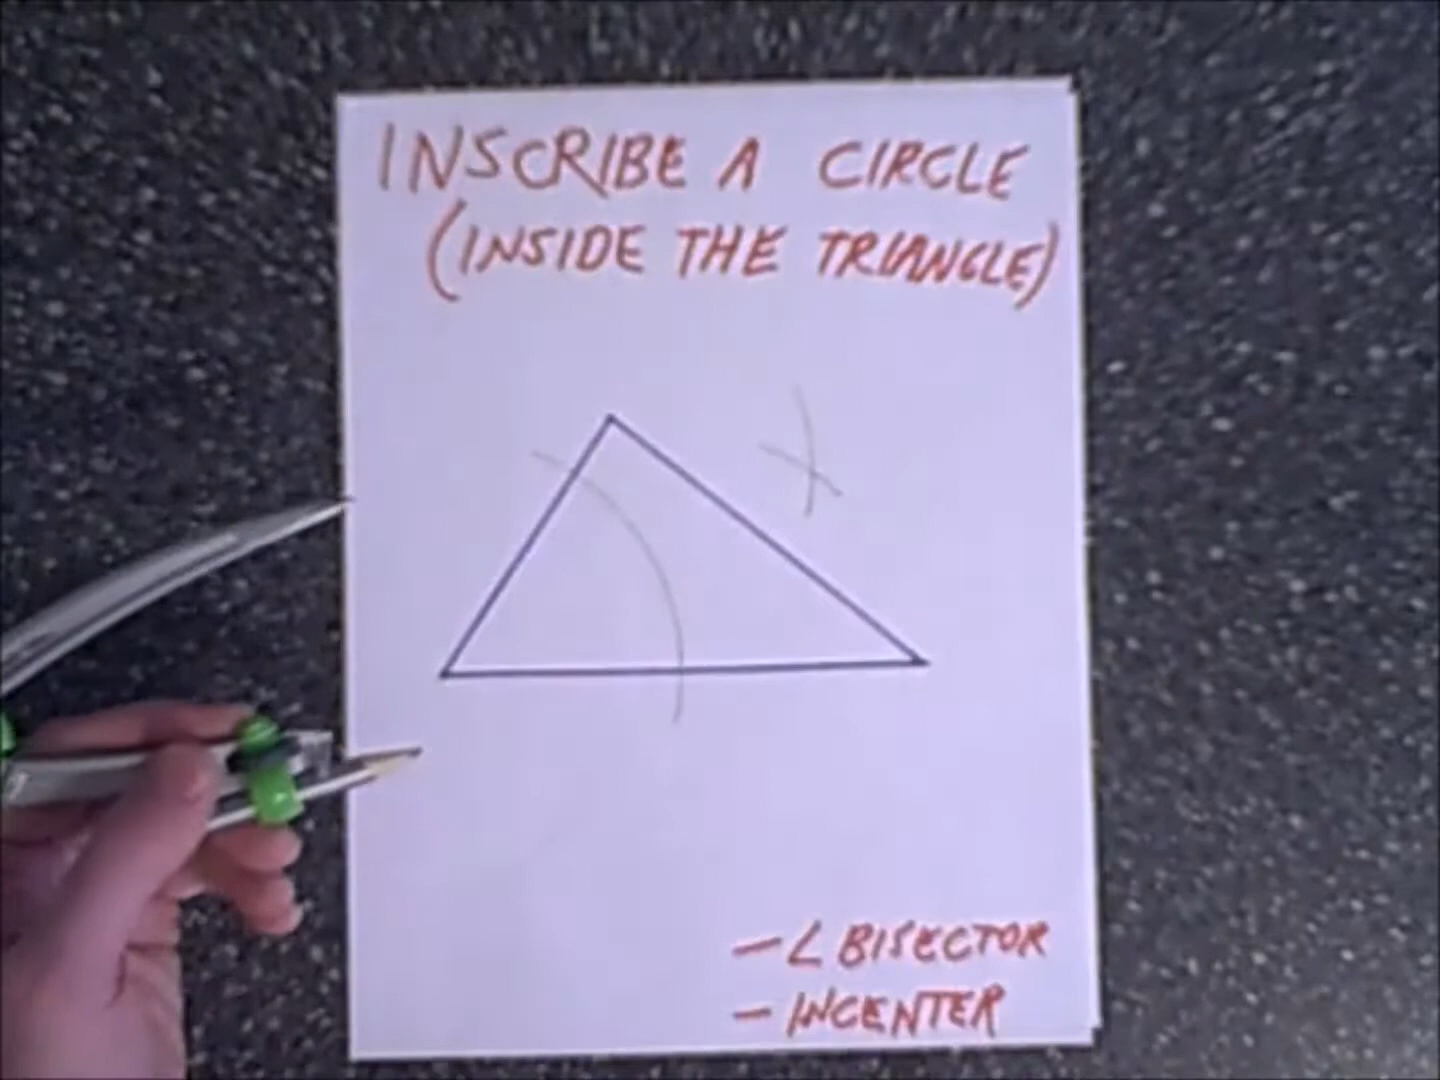 INSCRIBE A CIRCLE
(INSIDE THE TRIANGLE)
- ∠ BISECTOR
- INCENTER